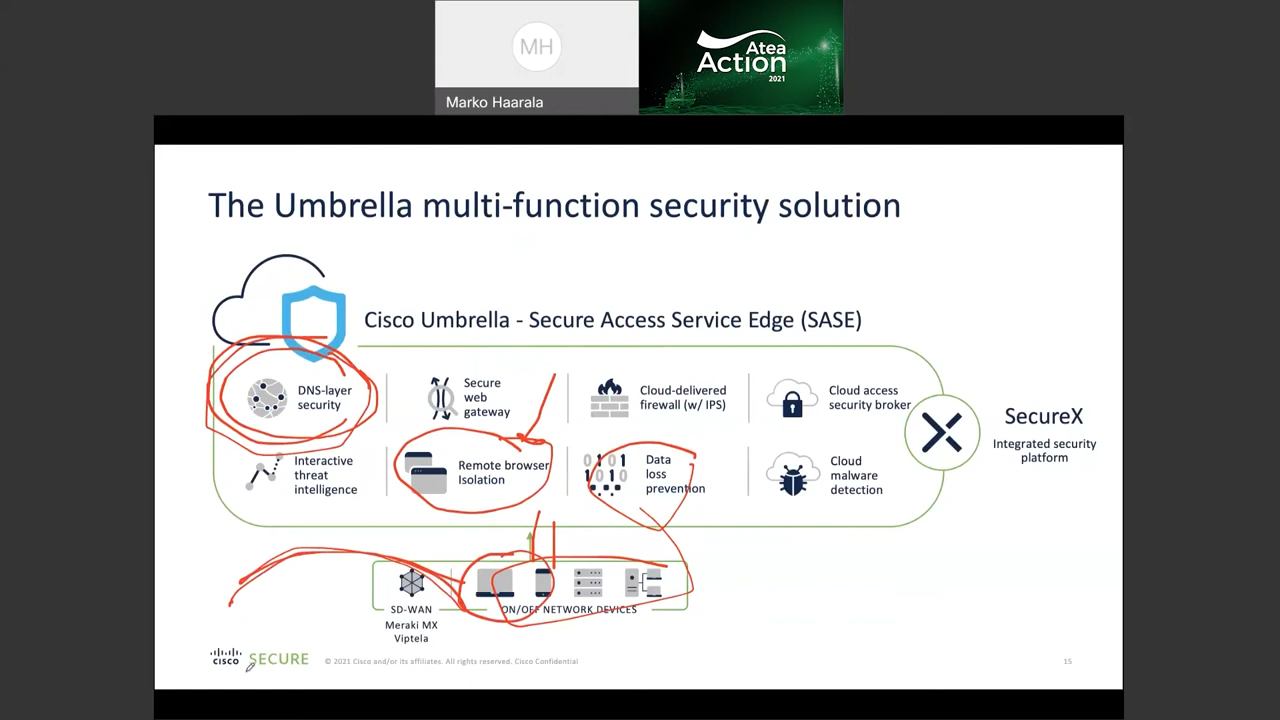 MH
Marko Haarala
Atea
Action
2021
The Umbrella multi-function security solution
Cisco Umbrella - Secure Access Service Edge (SASE)
DNS-layer
security
Secure
web
gateway
Cloud-delivered
firewall (w/ IPS)
Cloud access
security broker
Interactive
threat
intelligence
Remote browser
Isolation
0101
1010
Data
loss
prevention
Cloud
malware
detection
SecureX
Integrated security
platform
SD-WAN
Meraki MX
Viptela
ON/OFF NETWORK DEVICES
CISCO SECURE
© 2021 Cisco and/or its affiliates. All rights reserved. Cisco Confidential
15